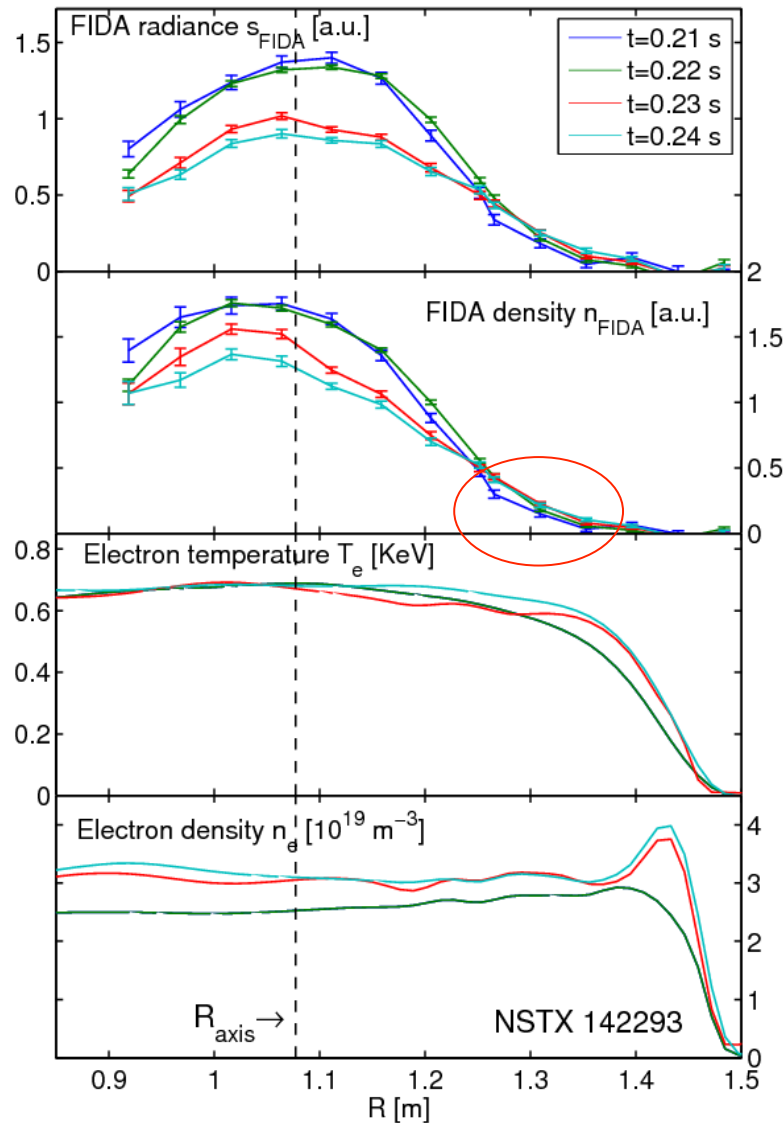 FIDA radiance s_FIDA [a.u.]
t=0.21 s
t=0.22 s
t=0.23 s
t=0.24 s
1.5
1
0.5
0
2
FIDA density n_FIDA [a.u.]
1.5
1
0.5
0
Electron temperature T_e [KeV]
0.8
0.6
0.4
0.2
0
Electron density n_e [10^19 m^-3]
4
3
2
1
0
R_axis→
NSTX 142293
0.9 1 1.1 1.2 1.3 1.4 1.5
R [m]